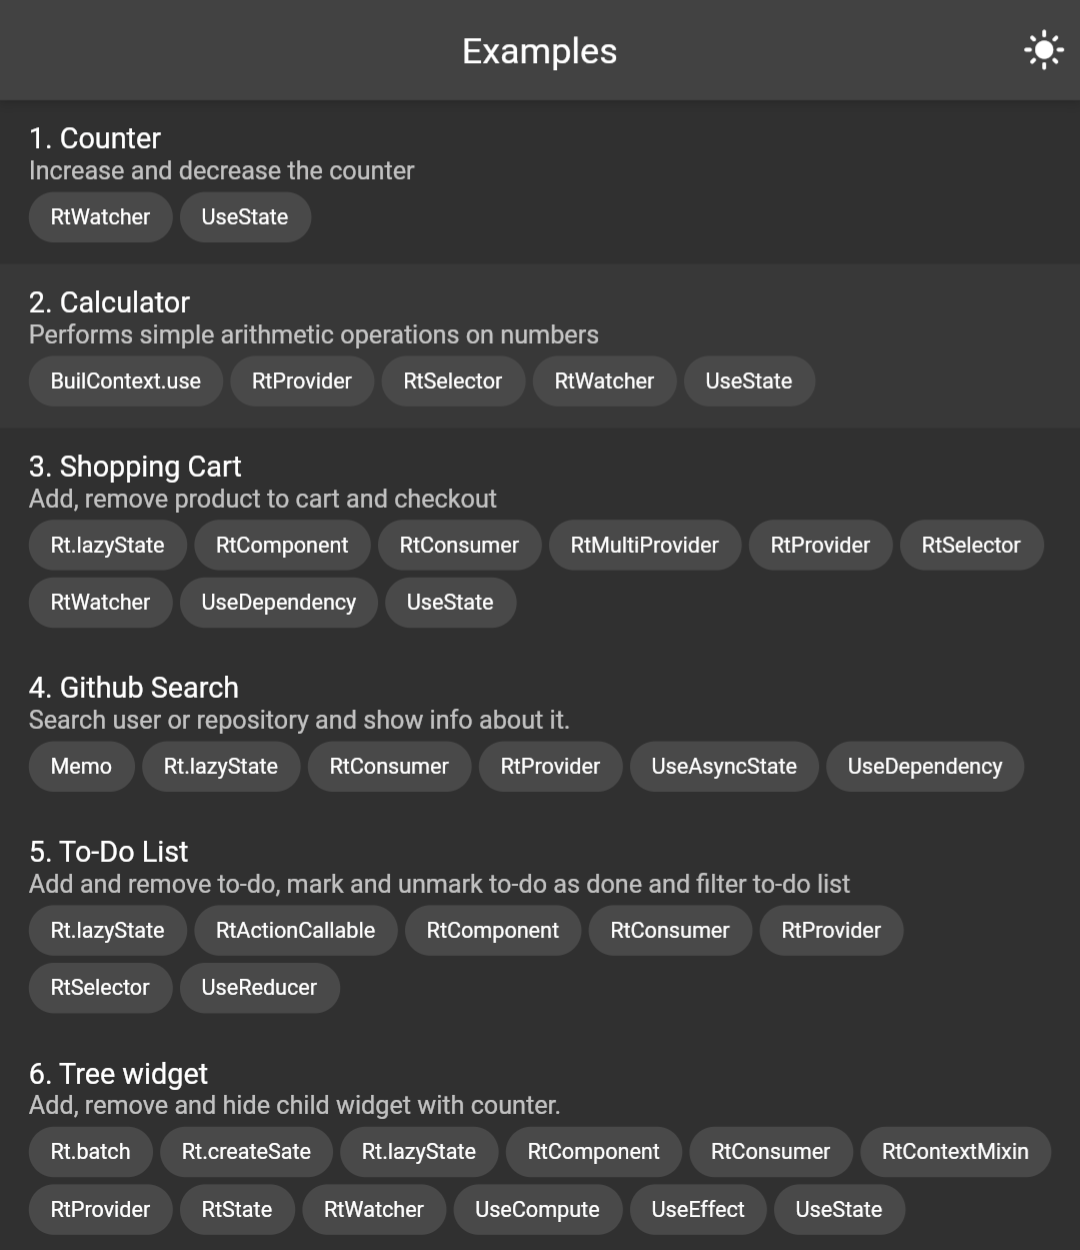 Examples
1. Counter
Increase and decrease the counter
RtWatcher UseState
2. Calculator
Performs simple arithmetic operations on numbers
BuilContext.use RtProvider RtSelector RtWatcher UseState
3. Shopping Cart
Add, remove product to cart and checkout
Rt.lazyState RtComponent RtConsumer RtMultiProvider RtProvider RtSelector
RtWatcher UseDependency UseState
4. Github Search
Search user or repository and show info about it.
Memo Rt.lazyState RtConsumer RtProvider UseAsyncState UseDependency
5. To-Do List
Add and remove to-do, mark and unmark to-do as done and filter to-do list
Rt.lazyState RtActionCallable RtComponent RtConsumer RtProvider
RtSelector UseReducer
6. Tree widget
Add, remove and hide child widget with counter.
Rt.batch Rt.createSate Rt.lazyState RtComponent RtConsumer RtContextMixin
RtProvider RtState RtWatcher UseCompute UseEffect UseState